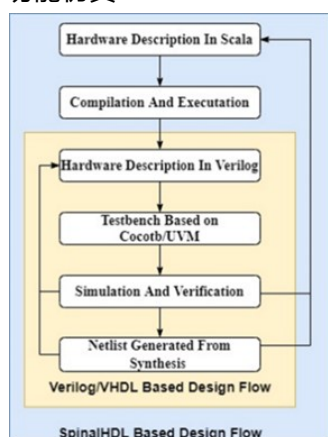 Hardware Description In Scala
Compilation And Execution
Hardware Description In Verilog
Testbench Based on
Cocotb/UVM
Simulation And Verification
Netlist Generated From
Synthesis
Verilog/VHDL Based Design Flow
SpinalHDL Based Design Flow